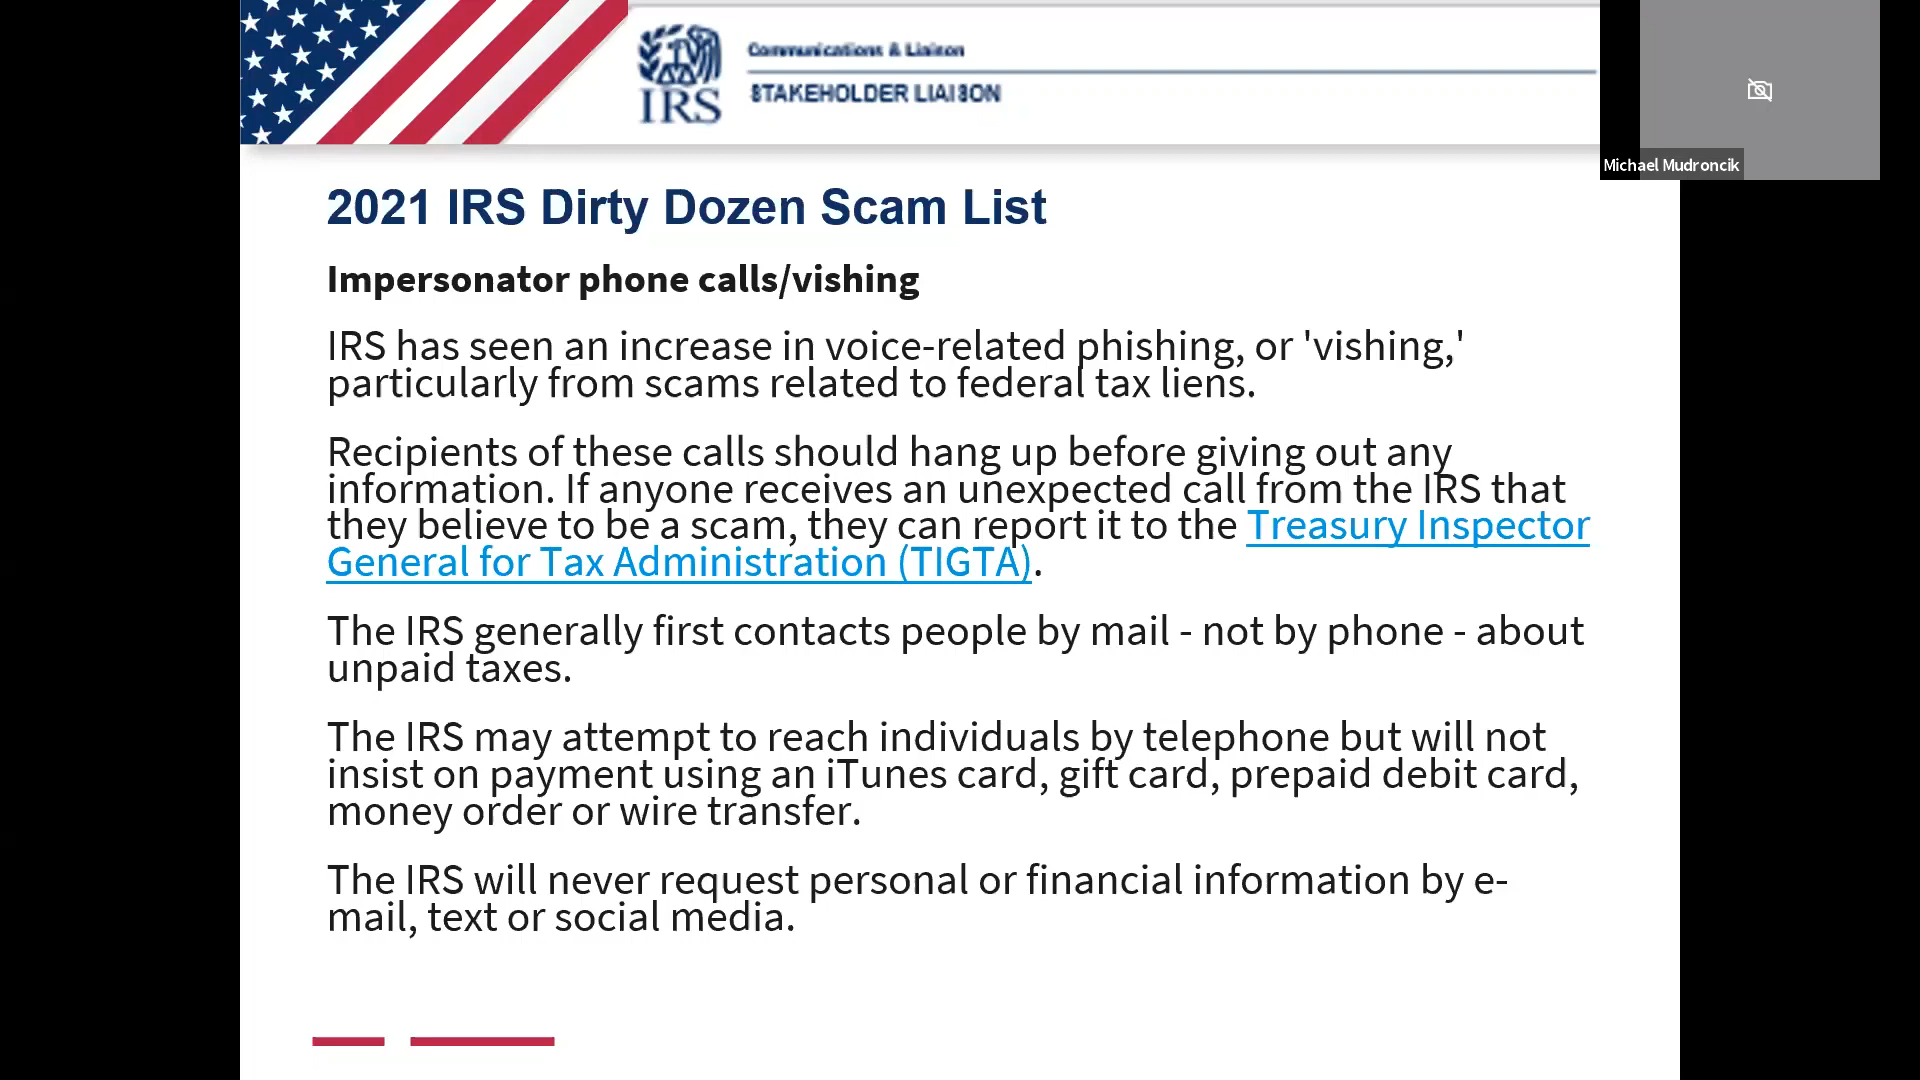 Communications & Liaison
IRS
STAKEHOLDER LIAISON
Michael Mudroncik
2021 IRS Dirty Dozen Scam List
Impersonator phone calls/vishing
IRS has seen an increase in voice-related phishing, or 'vishing,'
particularly from scams related to federal tax liens.
Recipients of these calls should hang up before giving out any
information. If anyone receives an unexpected call from the IRS that
they believe to be a scam, they can report it to the Treasury Inspector
General for Tax Administration (TIGTA).
The IRS generally first contacts people by mail - not by phone - about
unpaid taxes.
The IRS may attempt to reach individuals by telephone but will not
insist on payment using an iTunes card, gift card, prepaid debit card,
money order or wire transfer.
The IRS will never request personal or financial information by e-
mail, text or social media.